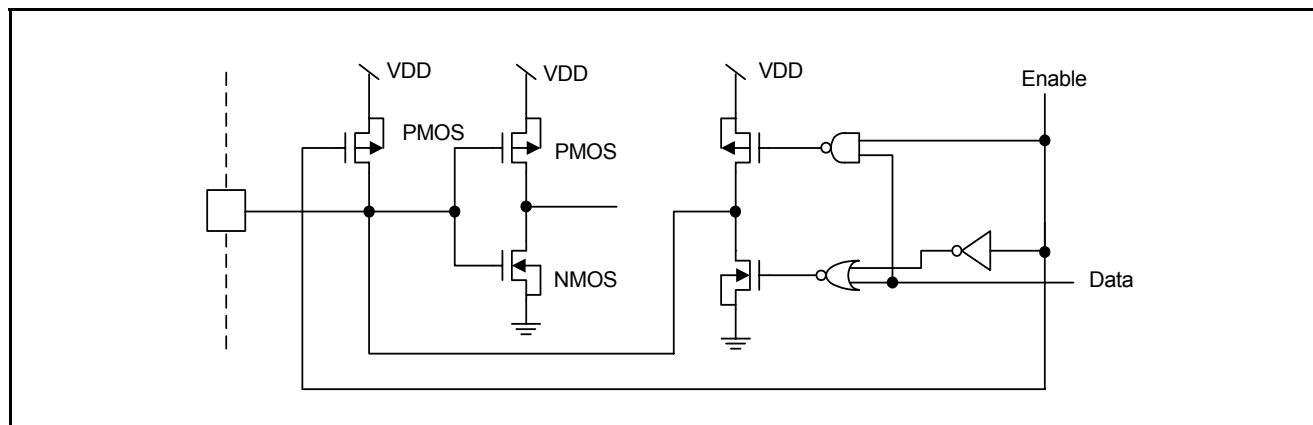 VDD
VDD
VDD
Enable
PMOS
PMOS
NMOS
Data